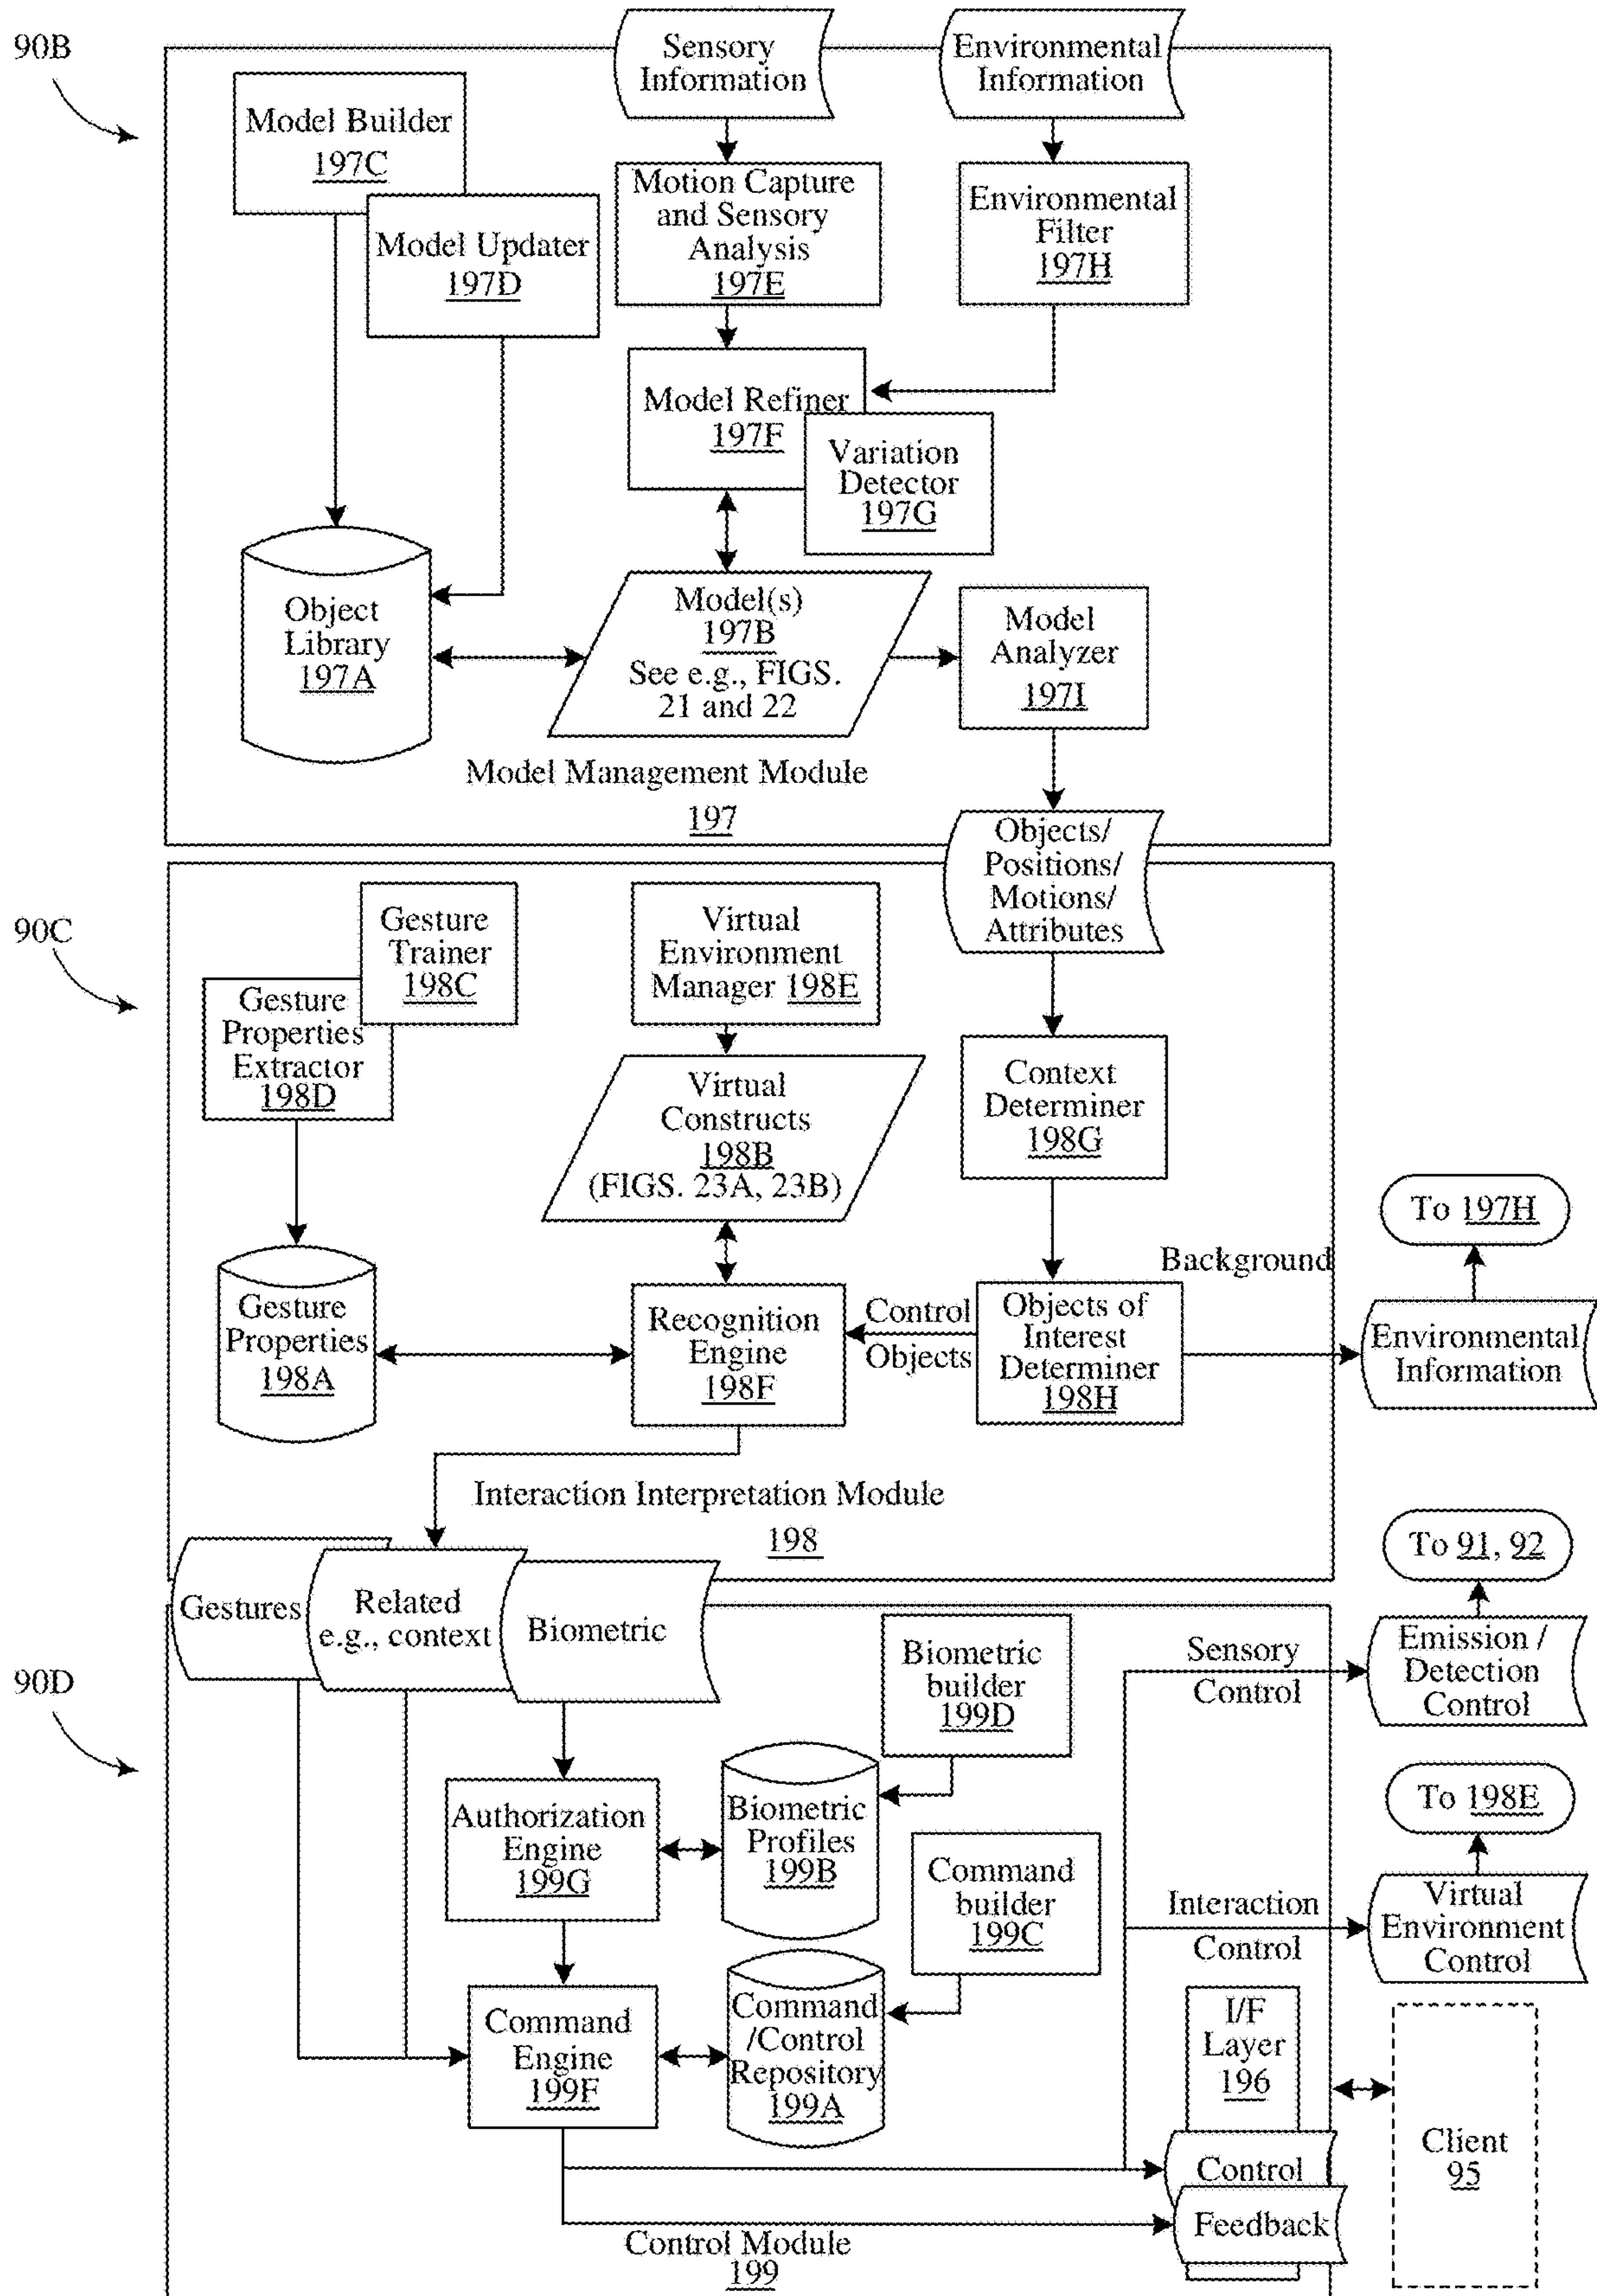 90B
Sensory
Information
Environmental
Information
Model Builder
197C
Model Updater
197D
Motion Capture
and Sensory
Analysis
197E
Environmental
Filter
197H
Model Refiner
197F
Variation
Detector
197G
Object
Library
197A
Model(s)
197B
See e.g., FIGS.
21 and 22
Model
Analyzer
197I
Model Management Module
197
Objects/
Positions/
Motions/
Attributes
90C
Gesture
Trainer
198C
Gesture
Properties
Extractor
198D
Virtual
Environment
Manager 198E
Virtual
Constructs
198B
(FIGS. 23A, 23B)
Context
Determiner
198G
To 197H
Background
Gesture
Properties
198A
Recognition
Engine
198F
Control
Objects
Objects of
Interest
Determiner
198H
Environmental
Information
Interaction Interpretation Module
198
To 91, 92
Gestures
Related
e.g., context
Biometric
90D
Biometric
builder
199D
Sensory
Control
Emission /
Detection
Control
To 198E
Authorization
Engine
199G
Biometric
Profiles
199B
Command
builder
199C
Interaction
Control
Virtual
Environment
Control
Command
Engine
199F
Command
/Control
Repository
199A
I/F
Layer
196
Client
95
Control
Feedback
Control Module
199